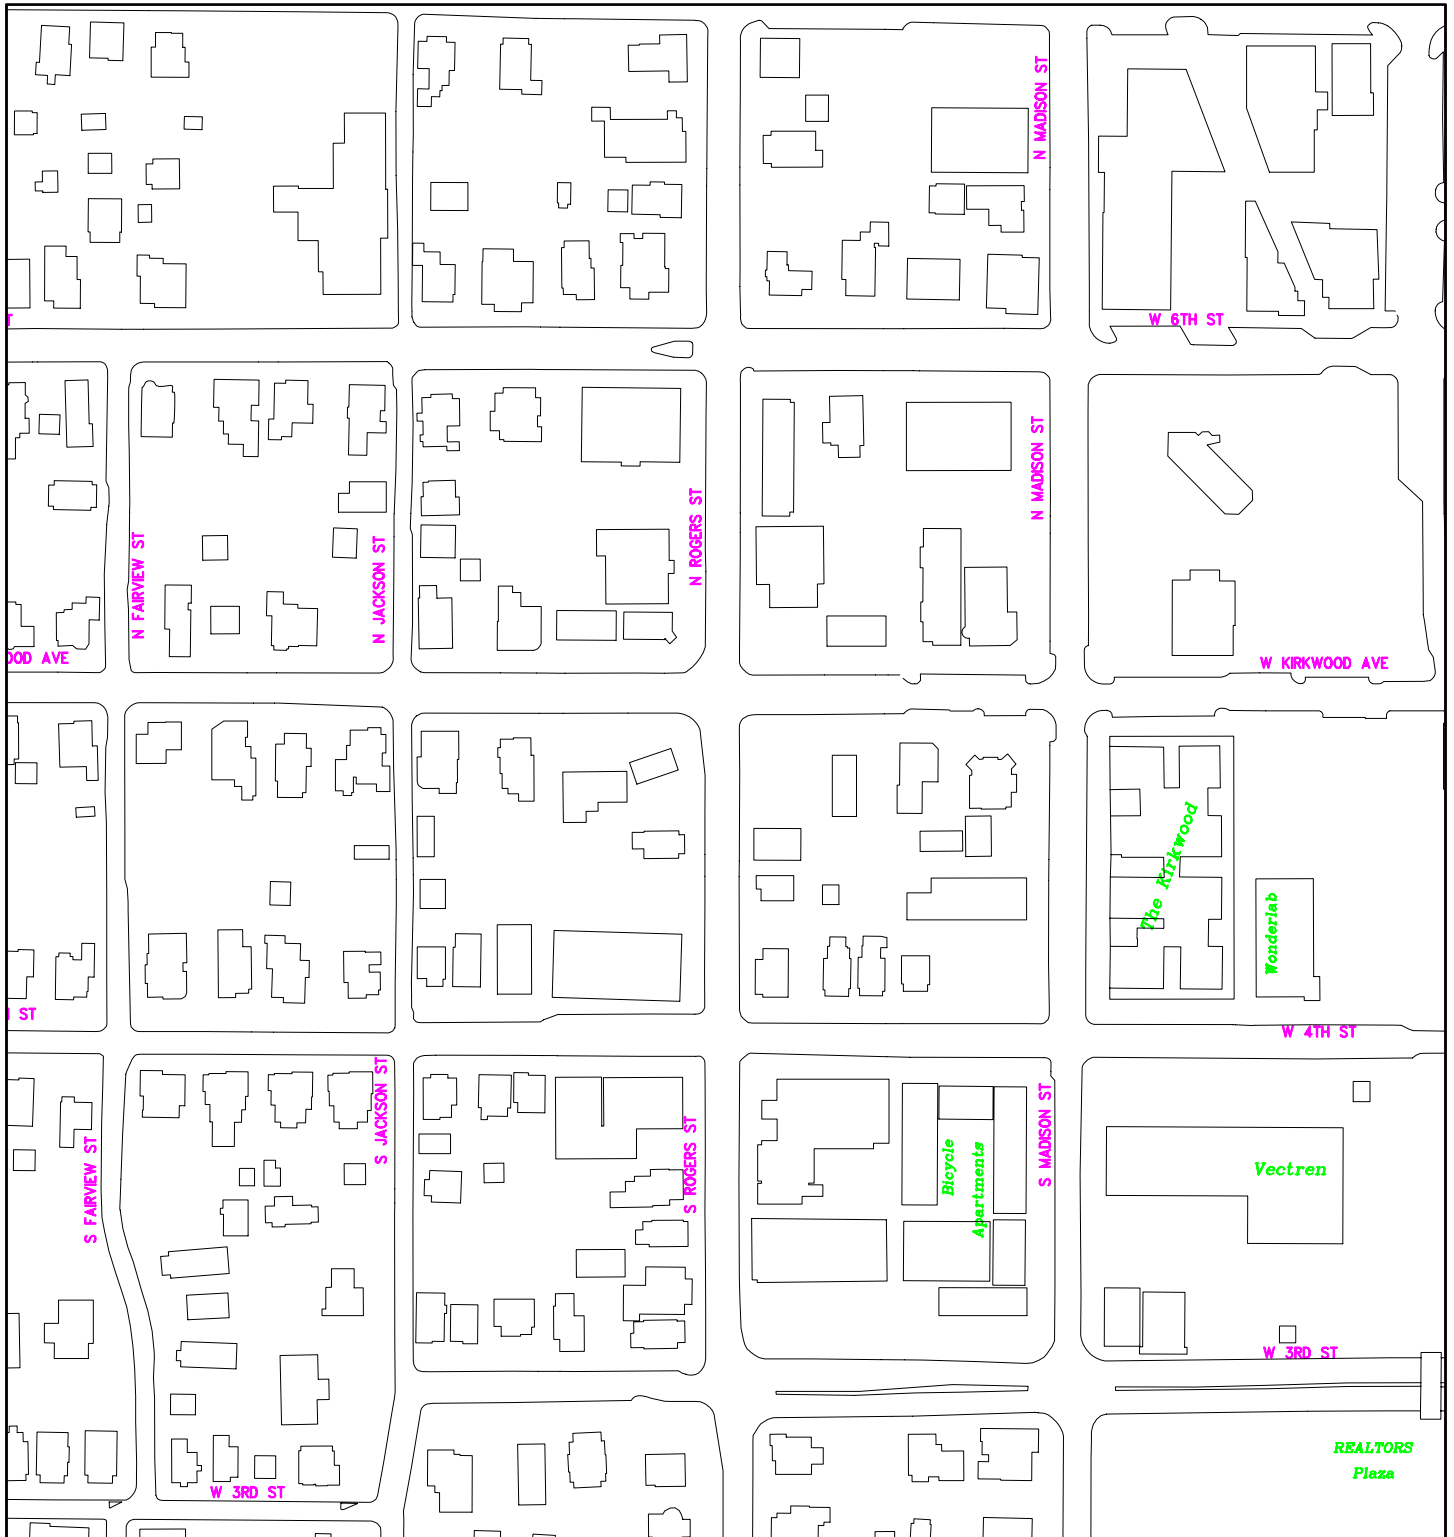 N MADISON ST
T
W 6TH ST
N MADISON ST
N ROGERS ST
N FAIRVIEW ST
N JACKSON ST
OOD AVE
W KIRKWOOD AVE
The Kirkwood
Wonderlab
ST
W 4TH ST
S JACKSON ST
S MADISON ST
S ROGERS ST
S FAIRVIEW ST
Bicycle
Apartments
Vectren
W 3RD ST
REALTORS
Plaza
W 3RD ST